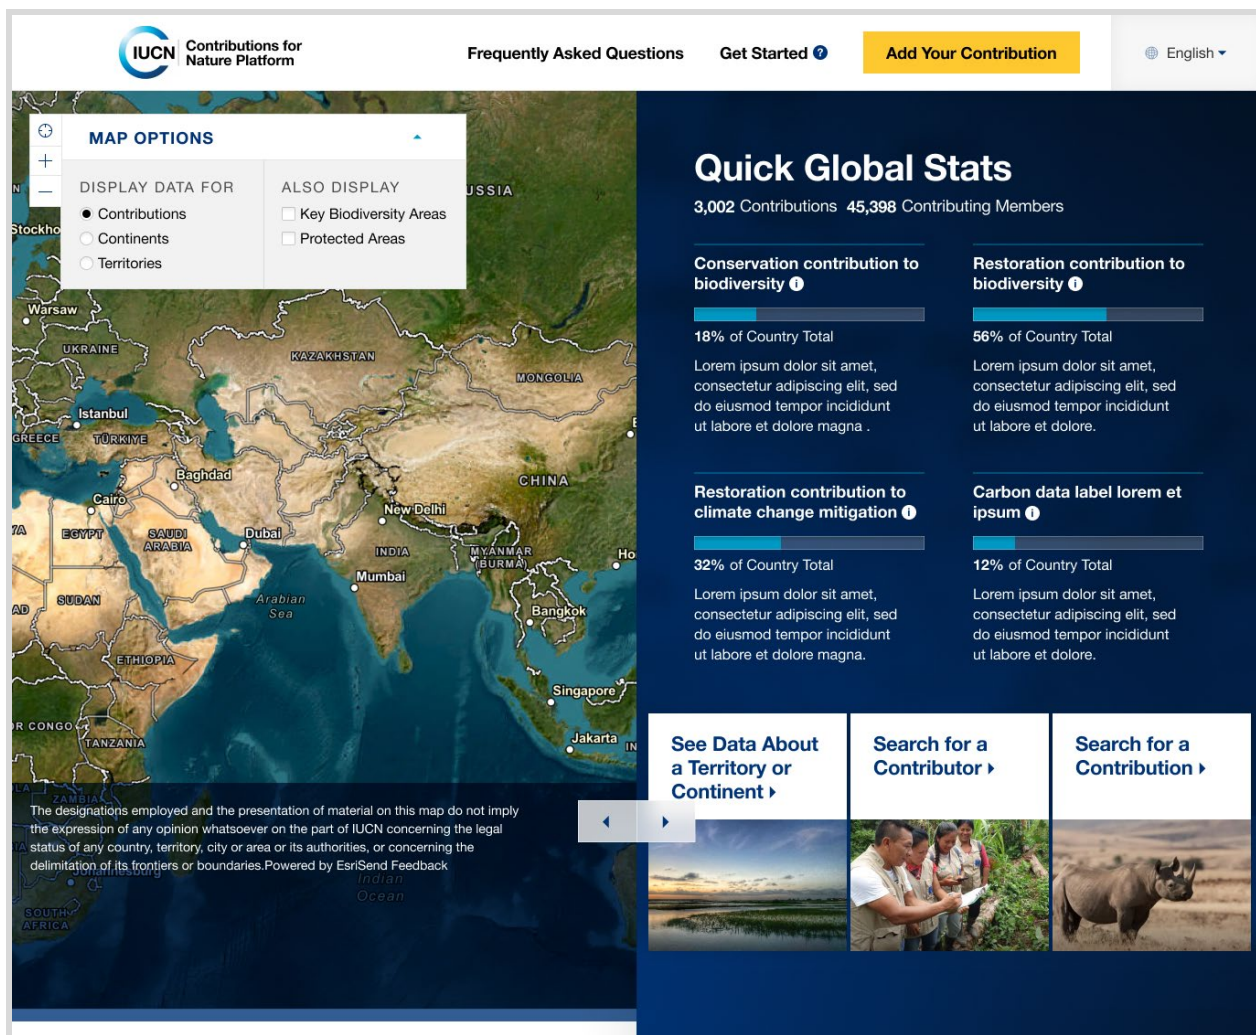 IUCN
Contributions for
Nature Platform
Frequently Asked Questions
Get Started ?
Add Your Contribution
English
MAP OPTIONS
DISPLAY DATA FOR
Contributions
Continents
Territories
ALSO DISPLAY
Key Biodiversity Areas
Protected Areas
USSIA
Stockho
Warsaw
UKRAINE
KAZAKHSTAN
MONGOLIA
Istanbul
GREECE
TÜRKIYE
Baghdad
CHINA
Cairo
New Delhi
EGYPT
SAUDI
ARABIA
Dubai
INDIA
MYANMAR
(BURMA)
Ho
Mumbai
SUDAN
AD
Arabian
Sea
Bangkok
ETHIOPIA
Singapore
R CONGO
TANZANIA
Jakarta
IN
ZAMBIA
The designations employed and the presentation of material on this map do not imply
the expression of any opinion whatsoever on the part of IUCN concerning the legal
status of any country, territory, city or area or its authorities, or concerning the
delimitation of its frontiers or boundaries.Powered by EsriSend Feedback
Johannesburg
Indian
Ocean
SOUTH
AFRICA
Quick Global Stats
3,002 Contributions 45,398 Contributing Members
Conservation contribution to
biodiversity i
18% of Country Total
Lorem ipsum dolor sit amet,
consectetur adipiscing elit, sed
do eiusmod tempor incididunt
ut labore et dolore magna .
Restoration contribution to
biodiversity i
56% of Country Total
Lorem ipsum dolor sit amet,
consectetur adipiscing elit, sed
do eiusmod tempor incididunt
ut labore et dolore.
Restoration contribution to
climate change mitigation i
32% of Country Total
Lorem ipsum dolor sit amet,
consectetur adipiscing elit, sed
do eiusmod tempor incididunt
ut labore et dolore magna.
Carbon data label lorem et
ipsum i
12% of Country Total
Lorem ipsum dolor sit amet,
consectetur adipiscing elit, sed
do eiusmod tempor incididunt
ut labore et dolore.
See Data About
a Territory or
Continent
Search for a
Contributor
Search for a
Contribution